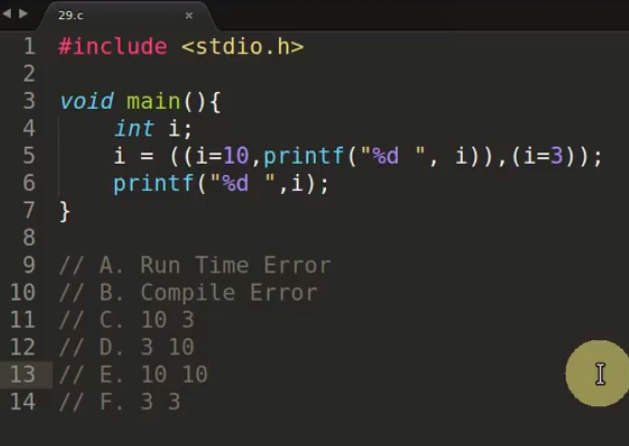 29.c
1 #include <stdio.h>
2
3 void main(){
4 int i;
5 i = ((i=10,printf("%d ", i)),(i=3));
6 printf("%d ",i);
7 }
8
9 // A. Run Time Error
10 // B. Compile Error
11 // C. 10 3
12 // D. 3 10
13 // E. 10 10
14 // F. 3 3